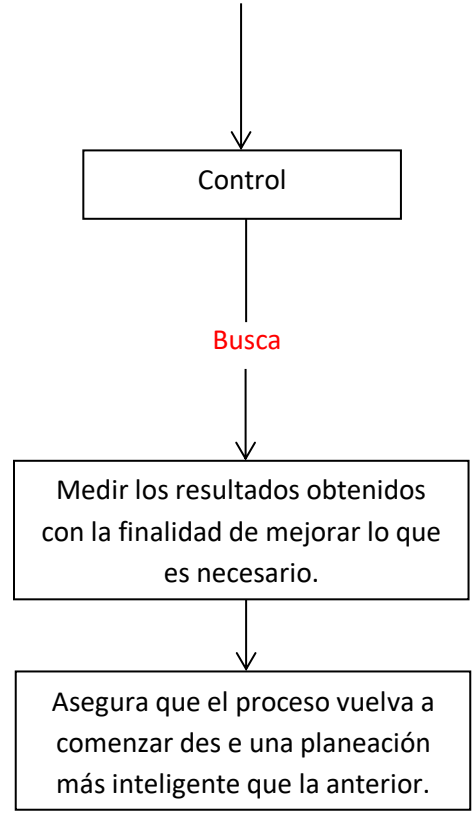 Control
Busca
Medir los resultados obtenidos
con la finalidad de mejorar lo que
es necesario.
Asegura que el proceso vuelva a
comenzar des e una planeación
más inteligente que la anterior.